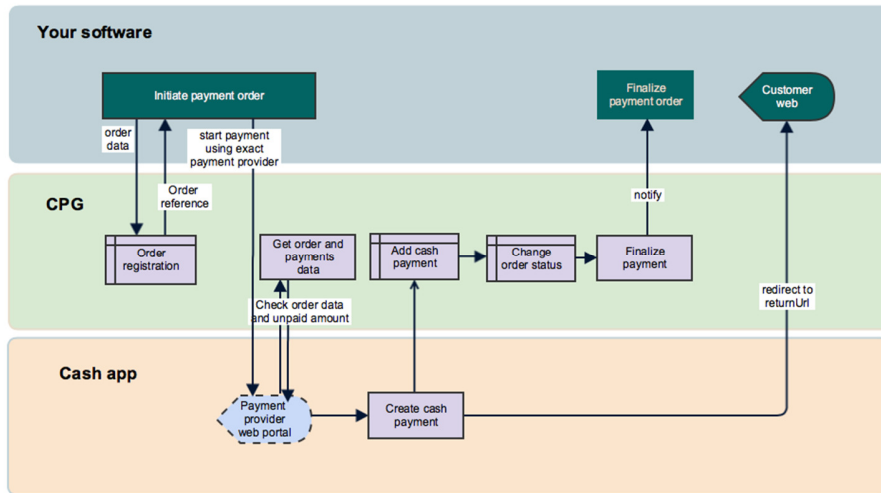 Your software
Initiate payment order
Finalize
payment order
Customer
web
order
data
start payment
using exact
payment provider
Order
reference
notify
CPG
Order
registration
Get order and
payments
data
Add cash
payment
Change
order status
Finalize
payment
redirect to
returnUrl
Check order data
and unpaid amount
Cash app
Payment
provider
web portal
Create cash
payment